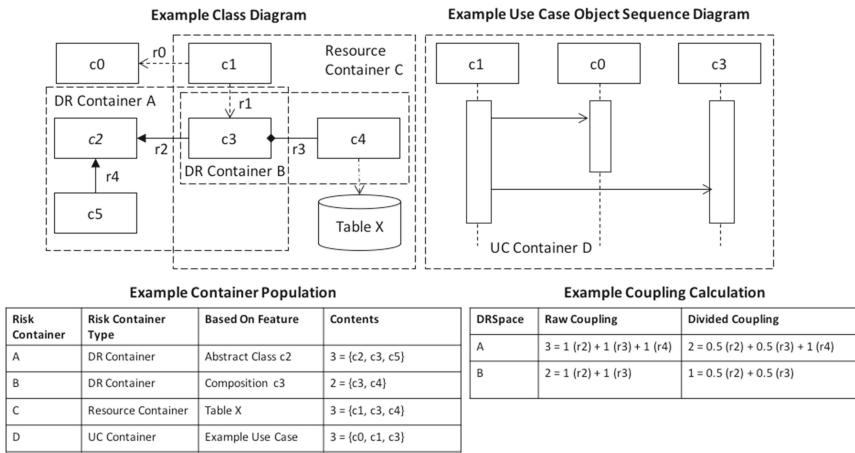 Example Class Diagram
c0
r0
c1
Resource
Container C
DR Container A
r1
c2
r2
c3
r3
c4
DR Container B
r4
c5
Table X
Example Use Case Object Sequence Diagram
c1
c0
c3
UC Container D
Example Container Population
Risk Container
Risk Container Type
Based On Feature
Contents
A
DR Container
Abstract Class c2
3 = {c2, c3, c5}
B
DR Container
Composition c3
2 = {c3, c4}
C
Resource Container
Table X
3 = {c1, c3, c4}
D
UC Container
Example Use Case
3 = {c0, c1, c3}
Example Coupling Calculation
DRSpace
Raw Coupling
Divided Coupling
A
3 = 1 (r2) + 1 (r3) + 1 (r4)
2 = 0.5 (r2) + 0.5 (r3) + 1 (r4)
B
2 = 1 (r2) + 1 (r3)
1 = 0.5 (r2) + 0.5 (r3)